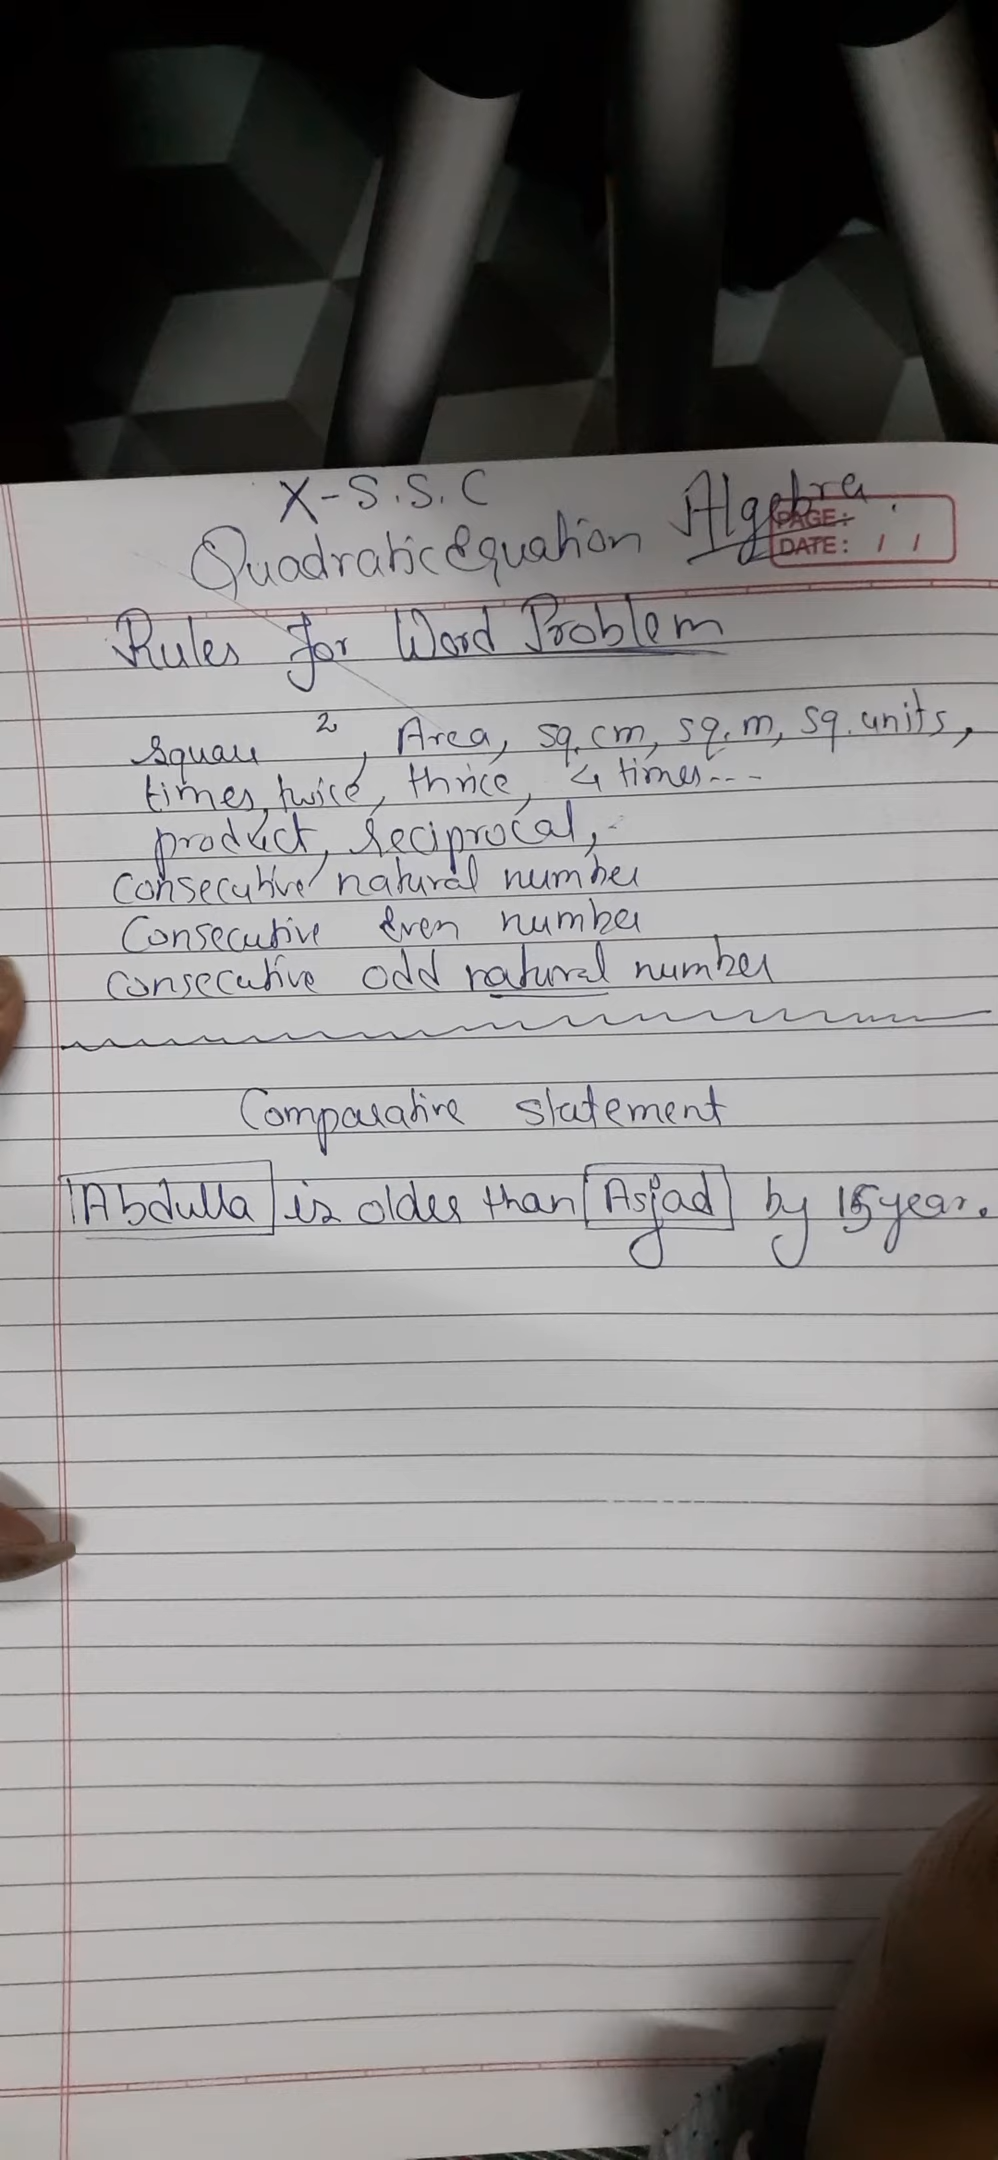 X-S.S.C
Algebra
PAGE:
DATE: / /
Quadratic equation
Rules for Word Problem
square ², Area, sq.cm, sq.m, sq.units,
times, twice, thrice, 4 times---
product, reciprocal,
consecutive natural number
Consecutive even number
consecutive odd natural number
Comparative statement
Abdulla is older than Asjad by 15 year.